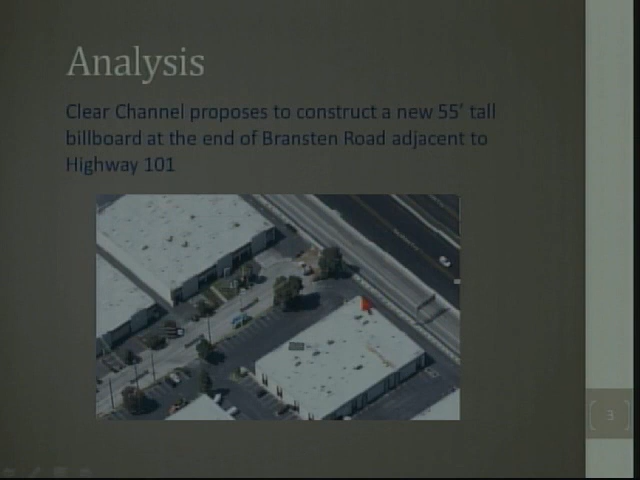 Analysis
Clear Channel proposes to construct a new 55' tall
billboard at the end of Bransten Road adjacent to
Highway 101
3